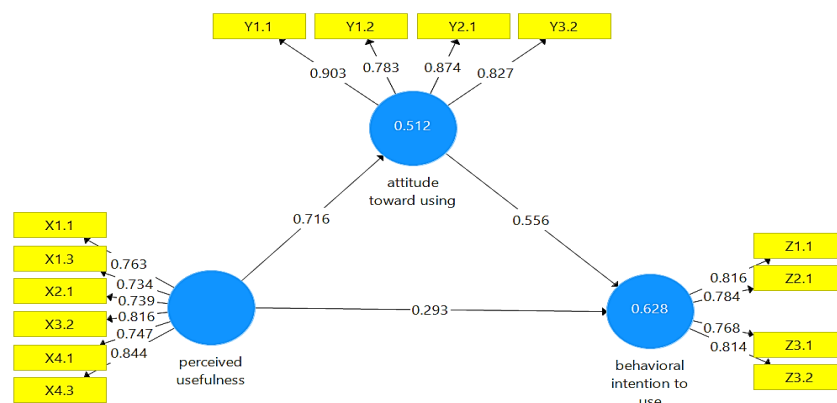 Y1.1
Y1.2
Y2.1
Y3.2
0.903
0.783
0.874
0.827
0.512
attitude
toward using
0.716
0.556
X1.1
X1.3
X2.1
X3.2
X4.1
X4.3
0.763
0.734
0.739
0.816
0.747
0.844
perceived
usefulness
0.293
0.628
behavioral
intention to
use
0.816
0.784
0.768
0.814
Z1.1
Z2.1
Z3.1
Z3.2